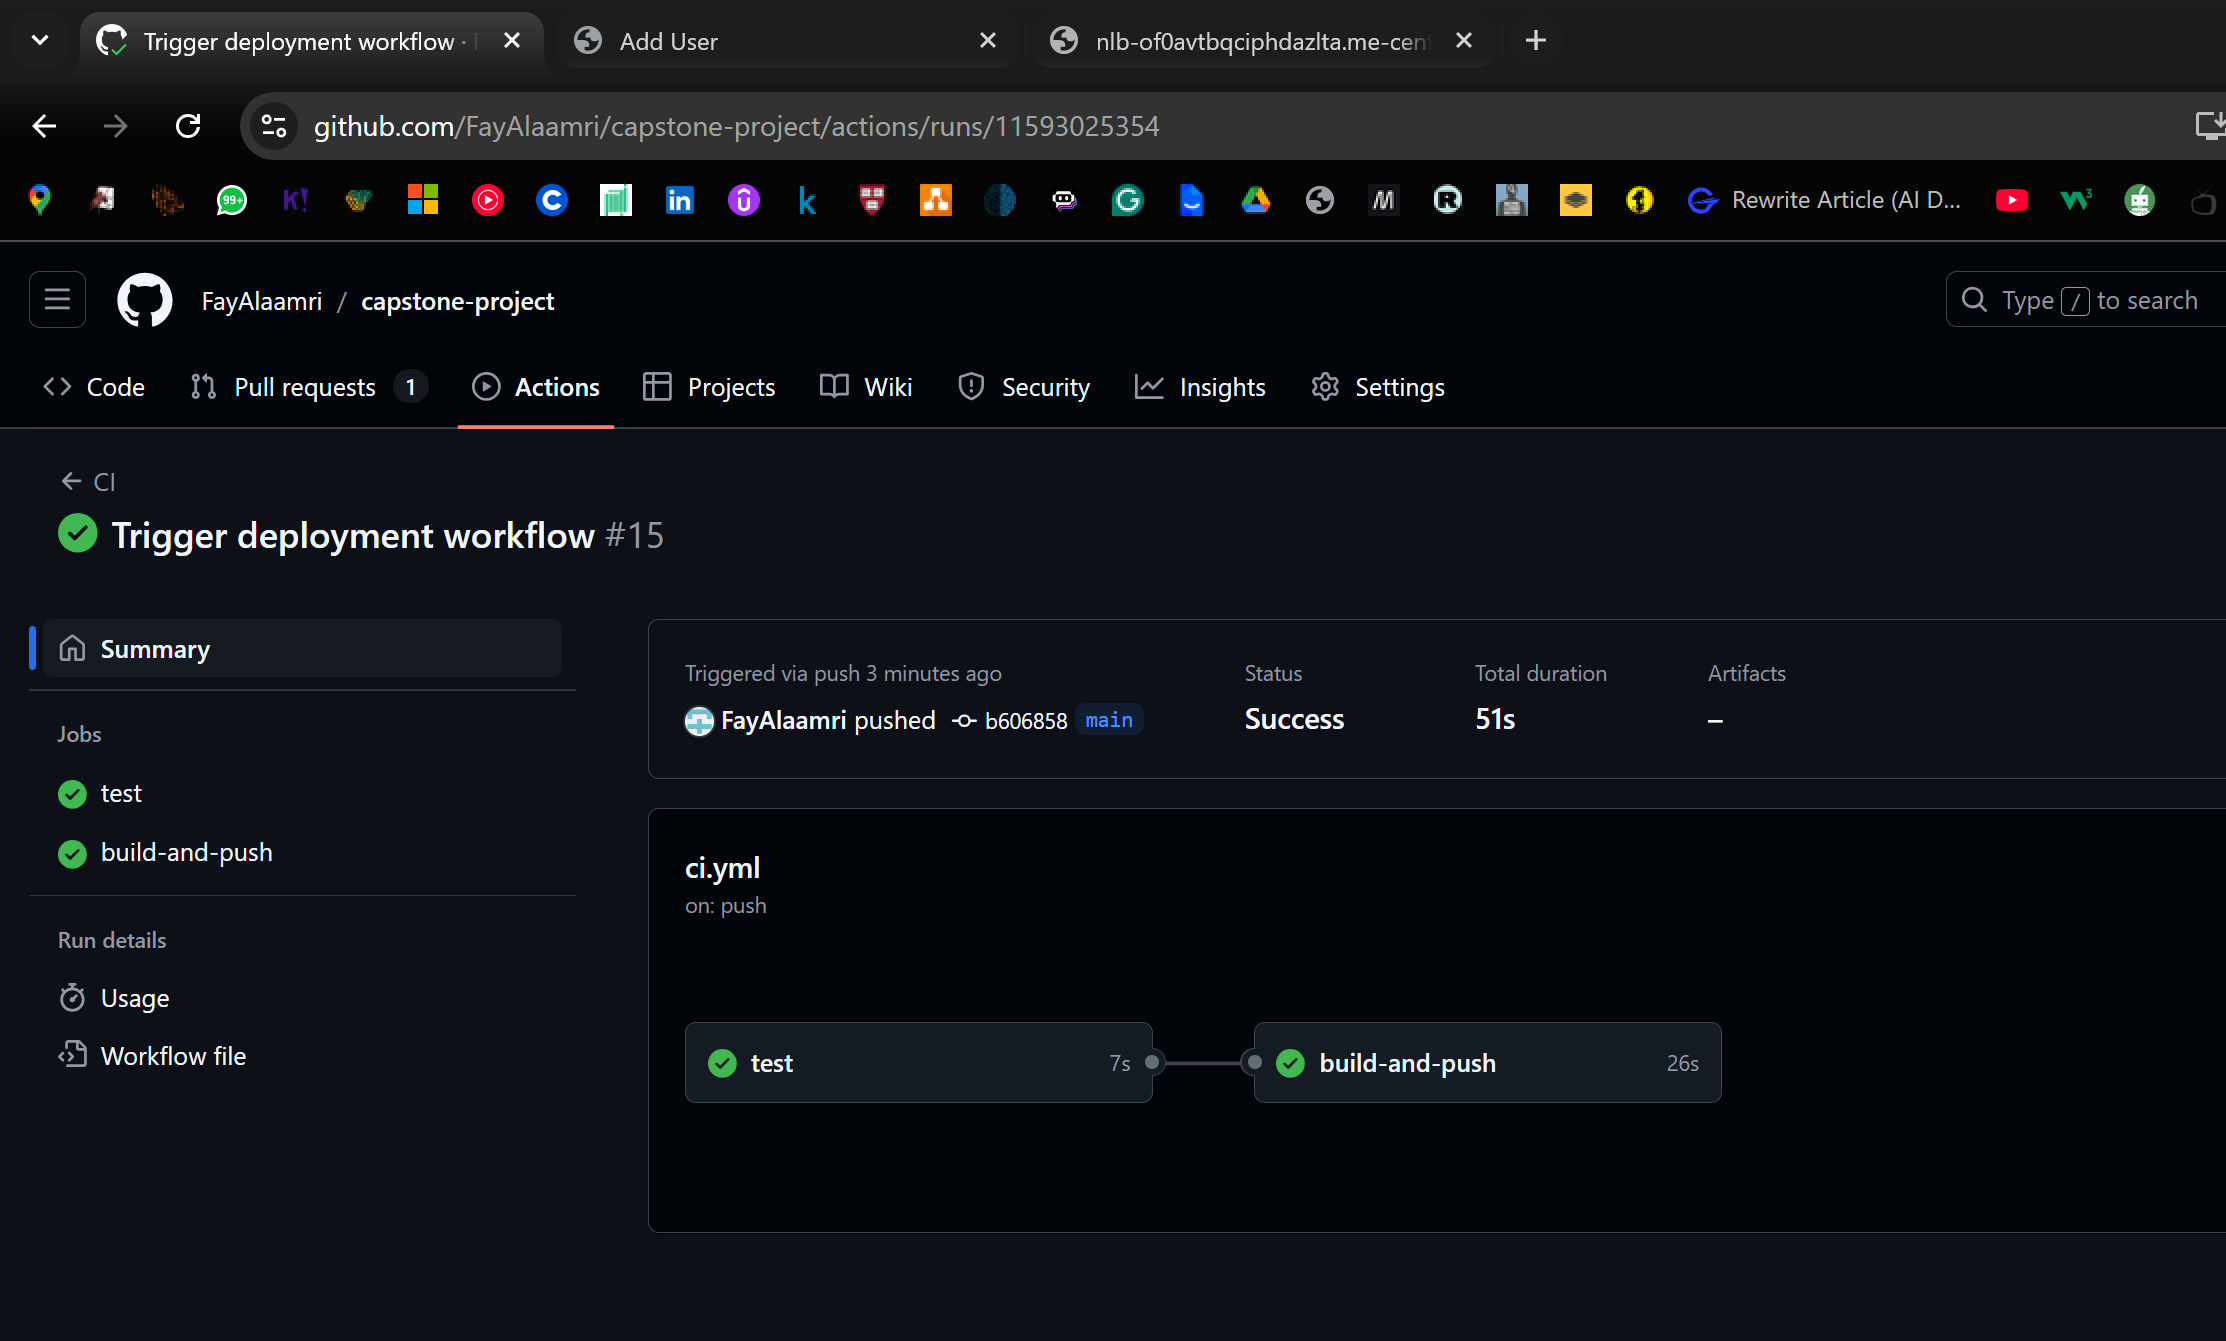 Trigger deployment workflow ·
Add User
nlb-of0avtbqciphdazlta.me-cent
github.com/FayAlaamri/capstone-project/actions/runs/11593025354
99+
K!
Rewrite Article (AI D...
FayAlaamri / capstone-project
Type / to search
Code
Pull requests 1
Actions
Projects
Wiki
Security
Insights
Settings
CI
Trigger deployment workflow #15
Summary
Jobs
test
build-and-push
Run details
Usage
Workflow file
Triggered via push 3 minutes ago
FayAlaamri pushed b606858 main
Status
Success
Total duration
51s
Artifacts
–
ci.yml
on: push
test 7s
build-and-push 26s